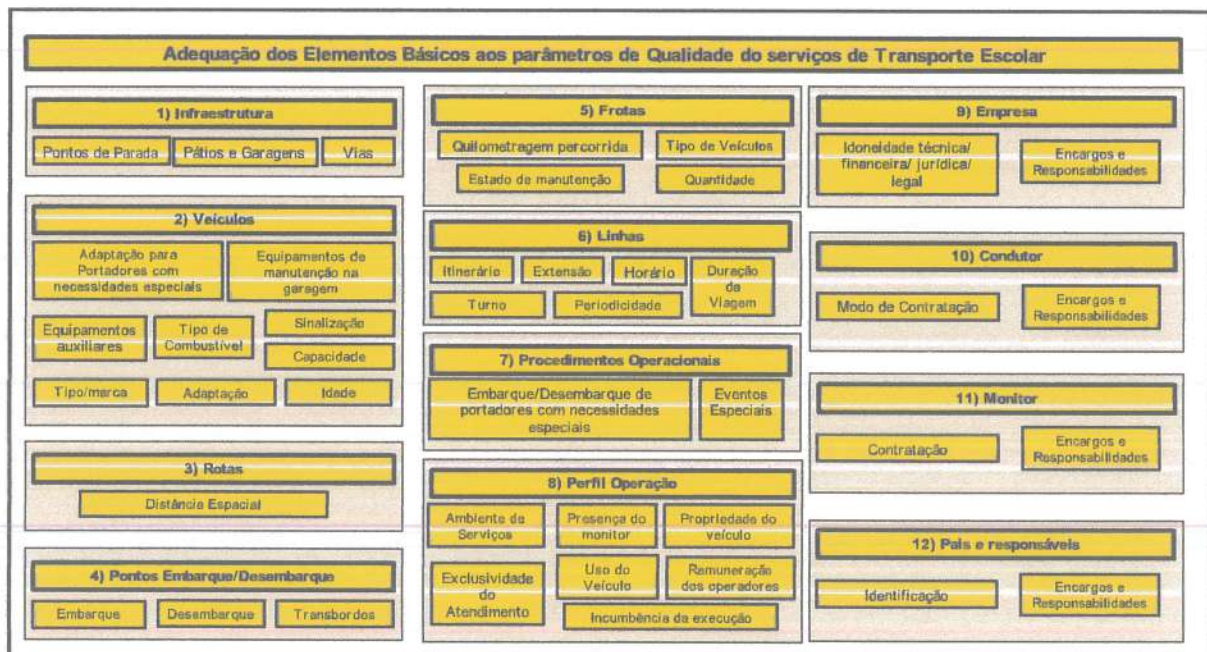 Adequação dos Elementos Básicos aos parâmetros de Qualidade do serviços de Transporte Escolar
1) Infraestrutura
Pontos de Parada
Pátios e Garagens
Vias
2) Veículos
Adaptação para
Portadores com
necessidades especiais
Equipamentos de
manutenção na
garagem
Equipamentos
auxiliares
Tipo de
Combustível
Sinalização
Capacidade
Tipo/marca
Adaptação
Idade
3) Rotas
Distância Espacial
4) Pontos Embarque/Desembarque
Embarque
Desembarque
Transbordos
5) Frotas
Quilometragem percorrida
Tipo de Veículos
Estado de manutenção
Quantidade
6) Linhas
Itinerário
Extensão
Horário
Duração
da
Viagem
Turno
Periodicidade
7) Procedimentos Operacionais
Embarque/Desembarque de
portadores com necessidades
especiais
Eventos
Especiais
8) Perfil Operação
Ambiente de
Serviços
Presença do
monitor
Propriedade do
veículo
Exclusividade
do
Atendimento
Uso do
Veículo
Remuneração
dos operadores
Incumbência da execução
9) Empresa
Idoneidade técnica/
financeira/ jurídica/
legal
Encargos e
Responsabilidades
10) Condutor
Modo de Contratação
Encargos e
Responsabilidades
11) Monitor
Contratação
Encargos e
Responsabilidades
12) Pais e responsáveis
Identificação
Encargos e
Responsabilidades